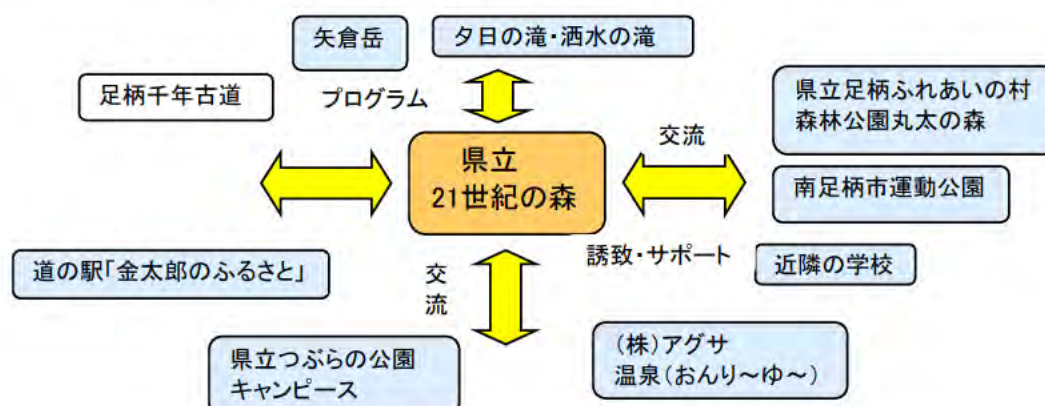 矢倉岳
夕日の滝・洒水の滝
足柄千年古道
プログラム
県立足柄ふれあいの村
森林公園丸太の森
交流
県立
21世紀の森
南足柄市運動公園
誘致・サポート
近隣の学校
道の駅「金太郎のふるさと」
交
流
県立つぶらの公園
キャンピース
(株)アグサ
温泉(おんり～ゆ～)